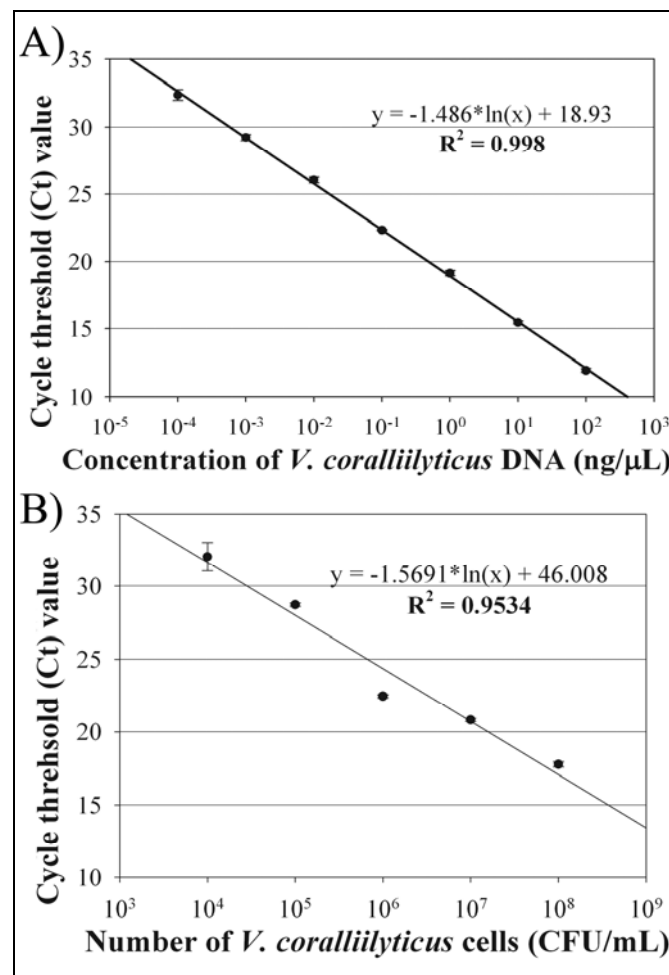 A)
35
30
25
20
15
10
Cycle threshold (Ct) value
y = -1.486*ln(x) + 18.93
R² = 0.998
10⁻⁵ 10⁻⁴ 10⁻³ 10⁻² 10⁻¹ 10⁰ 10¹ 10² 10³
Concentration of V. coralliilyticus DNA (ng/µL)
B)
35
30
25
20
15
10
Cycle threhsold (Ct) value
y = -1.5691*ln(x) + 46.008
R² = 0.9534
10³ 10⁴ 10⁵ 10⁶ 10⁷ 10⁸ 10⁹
Number of V. coralliilyticus cells (CFU/mL)